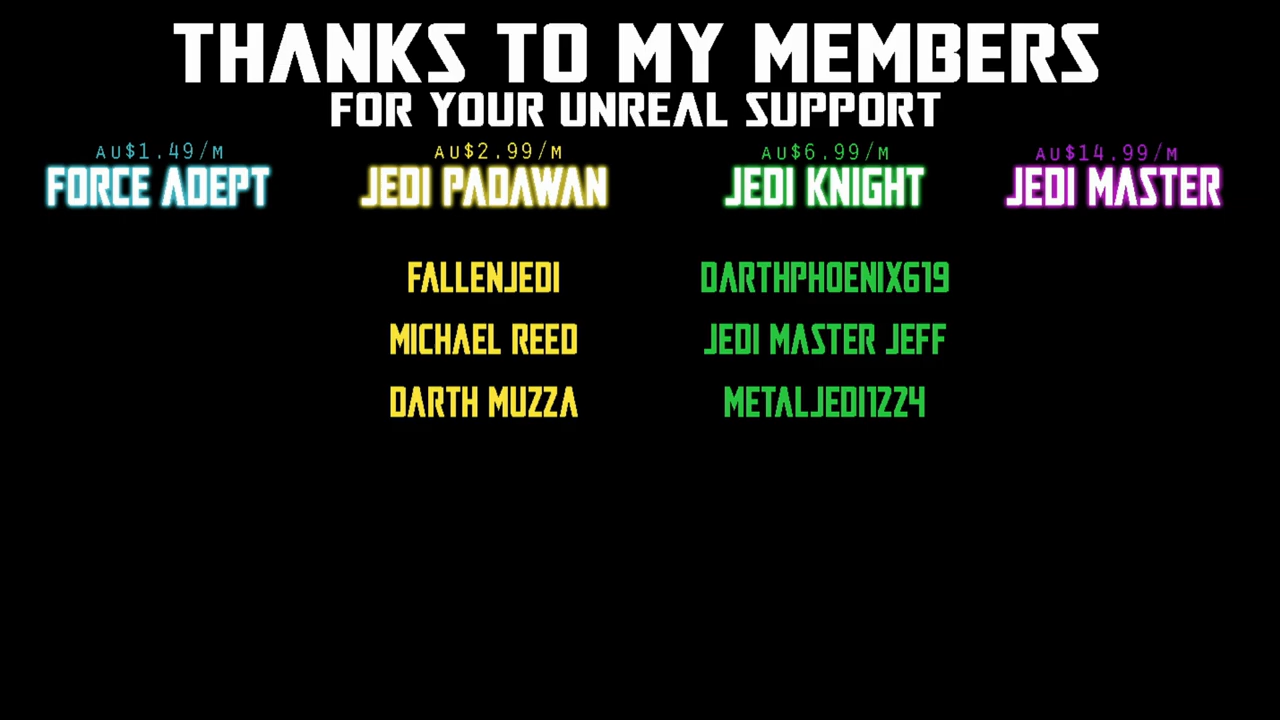 THANKS TO MY MEMBERS
FOR YOUR UNREAL SUPPORT
AU$1.49/M AU$2.99/M AU$6.99/M AU$14.99/M
FORCE ADEPT JEDI PADAWAN JEDI KNIGHT JEDI MASTER
FALLENJEDI DARTHPHOENIX619
MICHAEL REED JEDI MASTER JEFF
DARTH MUZZA METALJEDI1224